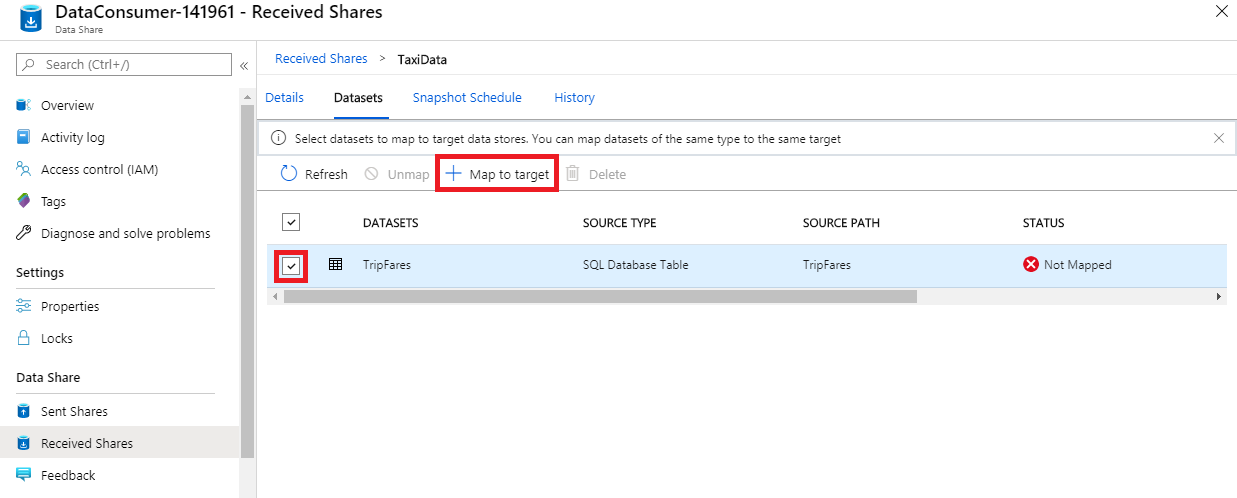 DataConsumer-141961 - Received Shares
Data Share
Search (Ctrl+/)
Overview
Activity log
Access control (IAM)
Tags
Diagnose and solve problems
Settings
Properties
Locks
Data Share
Sent Shares
Received Shares
Feedback
Received Shares > TaxiData
Details Datasets Snapshot Schedule History
Select datasets to map to target data stores. You can map datasets of the same type to the same target
Refresh Unmap Map to target Delete
DATASETS SOURCE TYPE SOURCE PATH STATUS
TripFares SQL Database Table TripFares Not Mapped